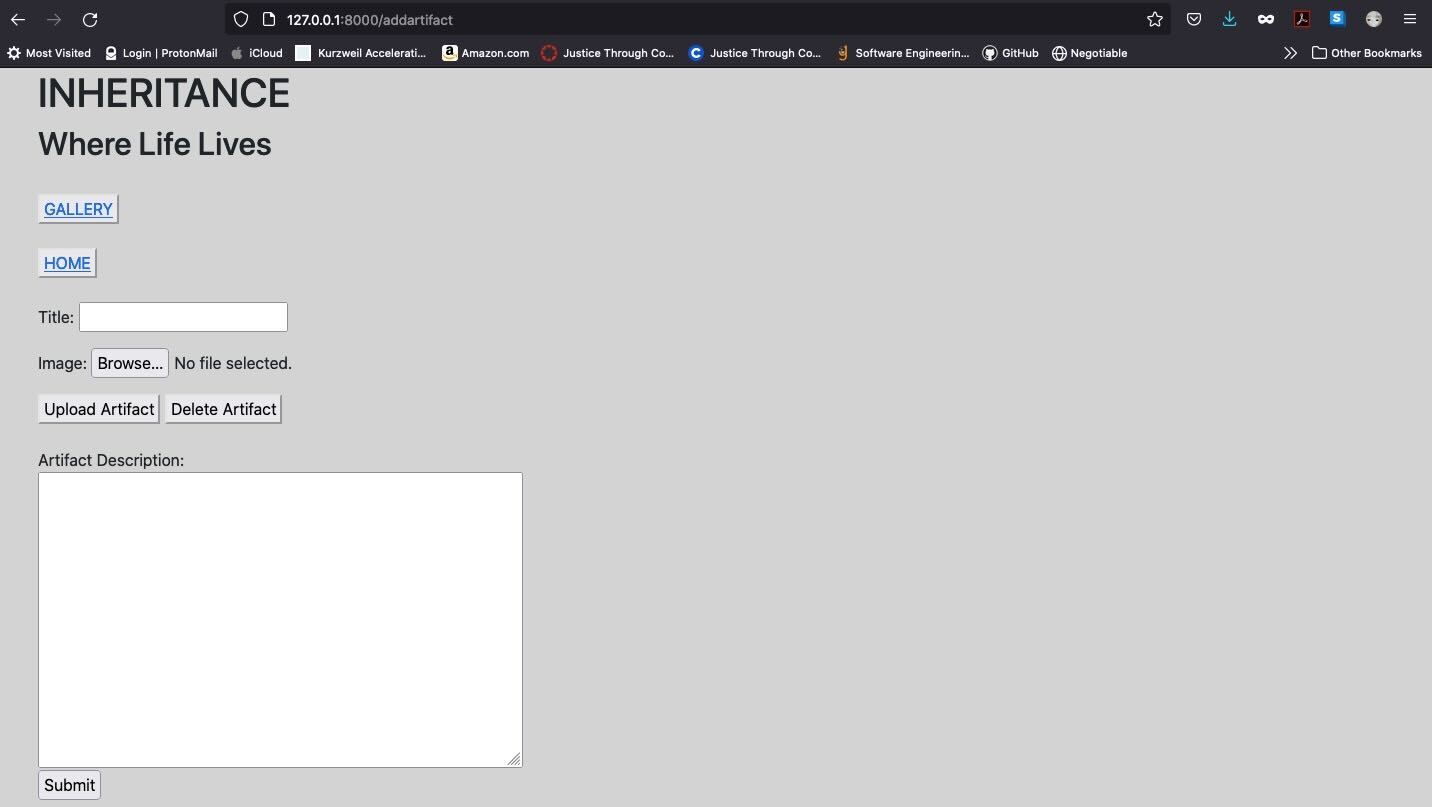 127.0.0.1:8000/addartifact
Most Visited Login | ProtonMail iCloud Kurzweil Accelerati... Amazon.com Justice Through Co... Justice Through Co... Software Engineerin... GitHub Negotiable Other Bookmarks
INHERITANCE
Where Life Lives
GALLERY
HOME
Title:
Image: Browse... No file selected.
Upload Artifact Delete Artifact
Artifact Description:
Submit